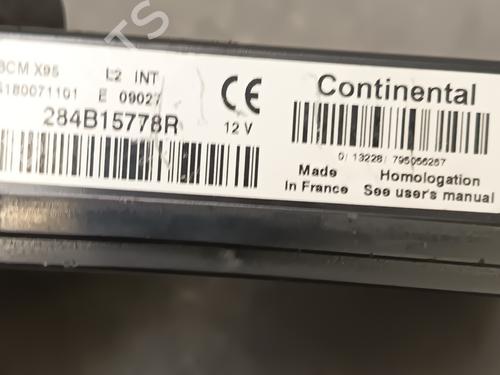 BCM X95 L2 INT
S180071101 E 09027
284B15778R
CE
12 V
Continental
0/ 13228/ 795056267
Made In France
Homologation See user's manual